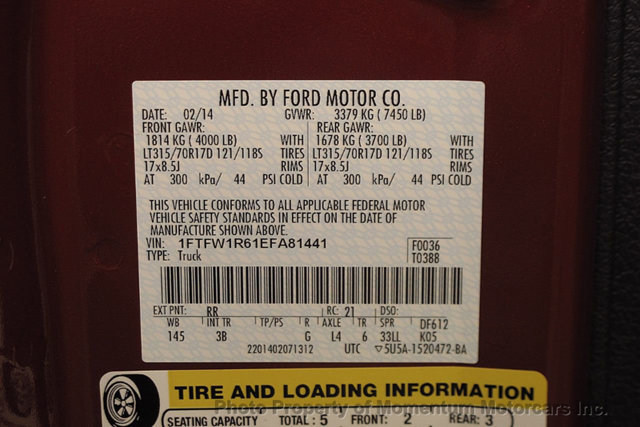 MFD. BY FORD MOTOR CO.
DATE: 02/14 GVWR: 3379 KG ( 7450 LB)
FRONT GAWR: REAR GAWR:
1814 KG ( 4000 LB) WITH 1678 KG ( 3700 LB) WITH
LT315/70R17D 121/118S TIRES LT315/70R17D 121/118S TIRES
17x8.5J RIMS 17x8.5J RIMS
AT 300 kPa/ 44 PSI COLD AT 300 kPa/ 44 PSI COLD
THIS VEHICLE CONFORMS TO ALL APPLICABLE FEDERAL MOTOR
VEHICLE SAFETY STANDARDS IN EFFECT ON THE DATE OF
MANUFACTURE SHOWN ABOVE.
VIN: 1FTFW1R61EFA81441 F0036
TYPE: Truck T0388
EXT PNT: RR RC: 21 DSO:
WB INT TR TP/PS R AXLE TR SPR DF612
145 3B G L4 6 33LL K05
2201402071312 UTC ▽5U5A-1520472-BA
TIRE AND LOADING INFORMATION
SEATING CAPACITY TOTAL: 5 FRONT: 2 REAR: 3
Photo Property of Momentum Motorcars Inc.